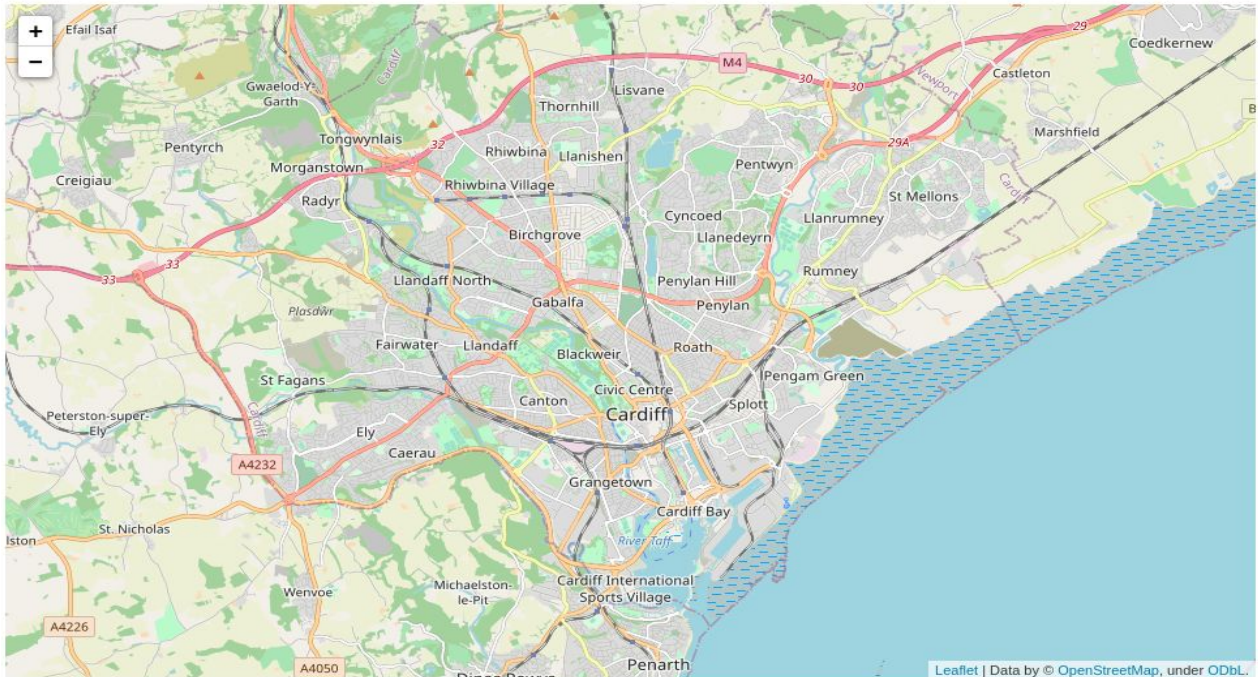 +
−
Efail Isaf
29
Coedkernew
M4
30
30
Castleton
Newport
Cardiff
Lisvane
Gwaelod-Y-
Garth
Thornhill
Tongwynlais
32
29A
Marshfield
Pentyrch
Rhiwbina
Llanishen
Pentwyn
Morganstown
Creigiau
Rhiwbina Village
Cardiff
St Mellons
Radyr
Cyncoed
Llanrumney
Birchgrove
Llanedeyrn
33
33
Rumney
Llandaff North
Penylan Hill
Gabalfa
Penylan
Plasdŵr
Fairwater
Llandaff
Blackweir
Roath
St Fagans
Pengam Green
Civic Centre
Canton
Splott
Peterston-super-
Ely
Cardiff
Cardiff
Ely
Caerau
A4232
Grangetown
Cardiff Bay
St. Nicholas
River Taff
Cardiff International
Sports Village
Michaelston-
le-Pit
Wenvoe
A4226
A4050
Penarth
Leaflet | Data by © OpenStreetMap, under ODbL.